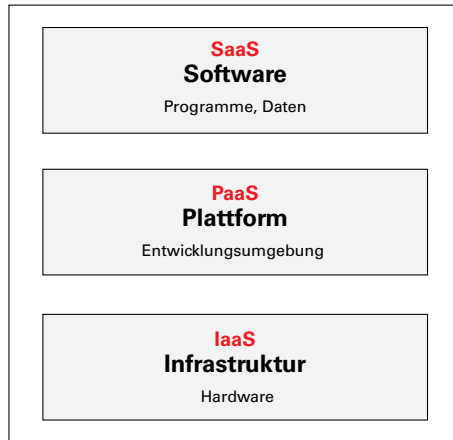 SaaS
Software
Programme, Daten
PaaS
Plattform
Entwicklungsumgebung
IaaS
Infrastruktur
Hardware